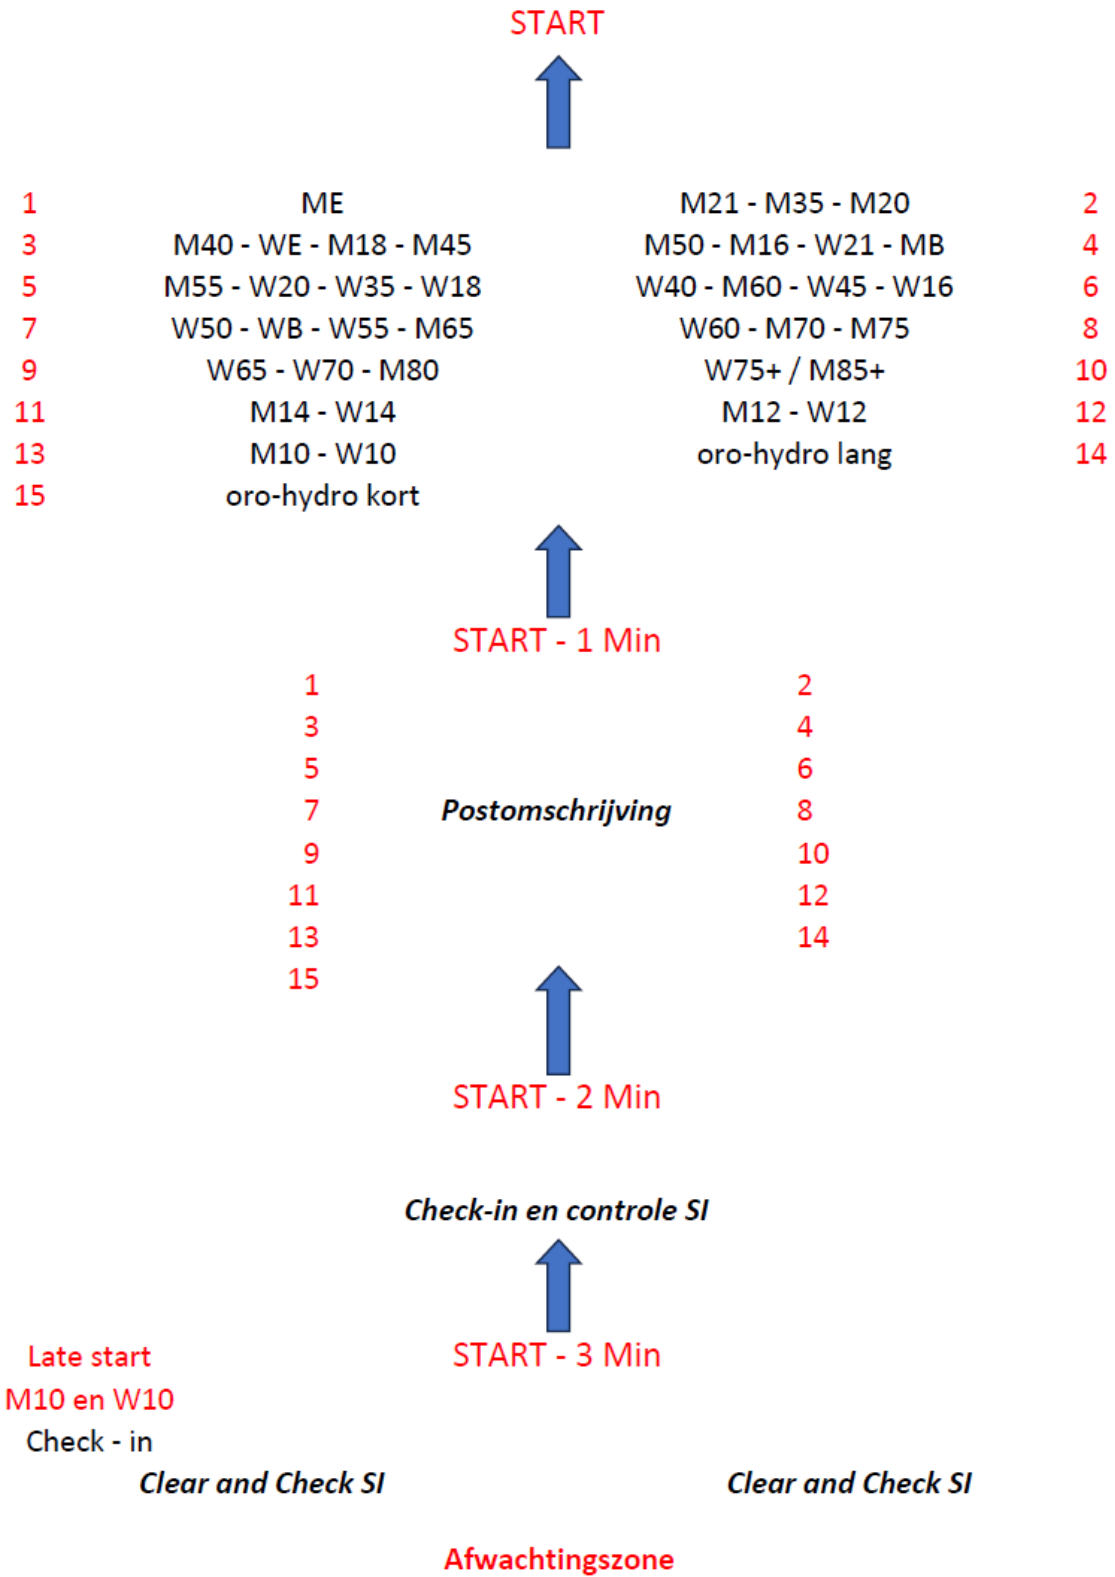 START
1 ME M21 - M35 - M20 2
3 M40 - WE - M18 - M45 M50 - M16 - W21 - MB 4
5 M55 - W20 - W35 - W18 W40 - M60 - W45 - W16 6
7 W50 - WB - W55 - M65 W60 - M70 - M75 8
9 W65 - W70 - M80 W75+ / M85+ 10
11 M14 - W14 M12 - W12 12
13 M10 - W10 oro-hydro lang 14
15 oro-hydro kort
START - 1 Min
1 2
3 4
5 6
7 Postomschrijving 8
9 10
11 12
13 14
15
START - 2 Min
Check-in en controle SI
Late start START - 3 Min
M10 en W10
Check - in
Clear and Check SI Clear and Check SI
Afwachtingszone